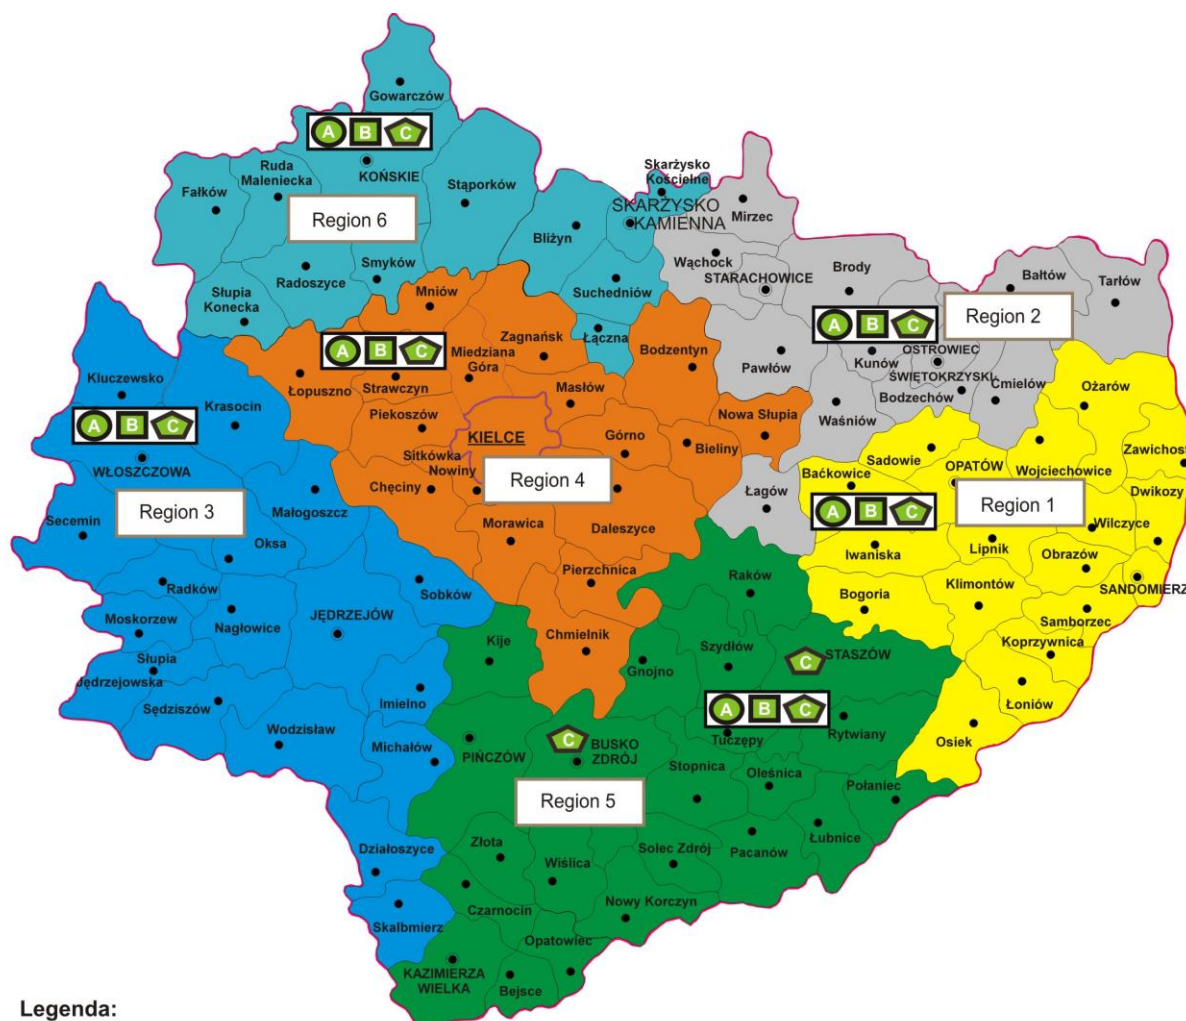 Gowarczów
A B C
KOŃSKIE
Ruda
Maleniecka
Fałków
Stąporków
Region 6
Smyków
Radoszyce
Słupia
Konecka
Bliżyn
Skarżysko
Kościelne
SKARŻYSKO
KAMIENNA
Suchedniów
Łączna
Mirzec
Wąchock
STARACHOWICE
Brody
Bałtów
Tarłów
Region 2
A B C
Kunów
OSTROWIEC
ŚWIĘTOKRZYSKI
Bodzechów
Ćmielów
Pawłów
Waśniów
Łagów
Mniów
Zagnańsk
A B C
Miedziana
Góra
Bodzentyn
Łopuszno
Strawczyn
Masłów
Piekoszów
KIELCE
Nowa Słupia
Górno
Bieliny
Sitkówka
Nowiny
Region 4
Chęciny
Morawica
Daleszyce
Pierzchnica
Chmielnik
Kluczewsko
Krasocin
A B C
WŁOSZCZOWA
Region 3
Małogoszcz
Secemin
Oksa
Radków
Sobków
Moskorzew
Nagłowice
JĘDRZEJÓW
Słupia
Jędrzejowska
Sędziszów
Imielno
Wodzisław
Michałów
Działoszyce
Skalbmierz
Ożarów
Zawichost
Sadowie
OPATÓW
Wojciechowice
Baćkowice
Dwikozy
A B C
Region 1
Wilczyce
Iwaniska
Lipnik
Obrazów
Klimontów
SANDOMIERZ
Bogoria
Samborzec
Koprzywnica
Łoniów
Osiek
Raków
Kije
Szydłów
C
STASZÓW
Gnojno
A B C
Tuczępy
Rytwiany
PIŃCZÓW
C
BUSKO
ZDRÓJ
Stopnica
Oleśnica
Połaniec
Region 5
Łubnice
Pacanów
Złota
Wiślica
Solec Zdrój
Nowy Korczyn
Czarnocin
Opatowiec
KAZIMIERZA
WIELKA
Bejsce
Legenda: